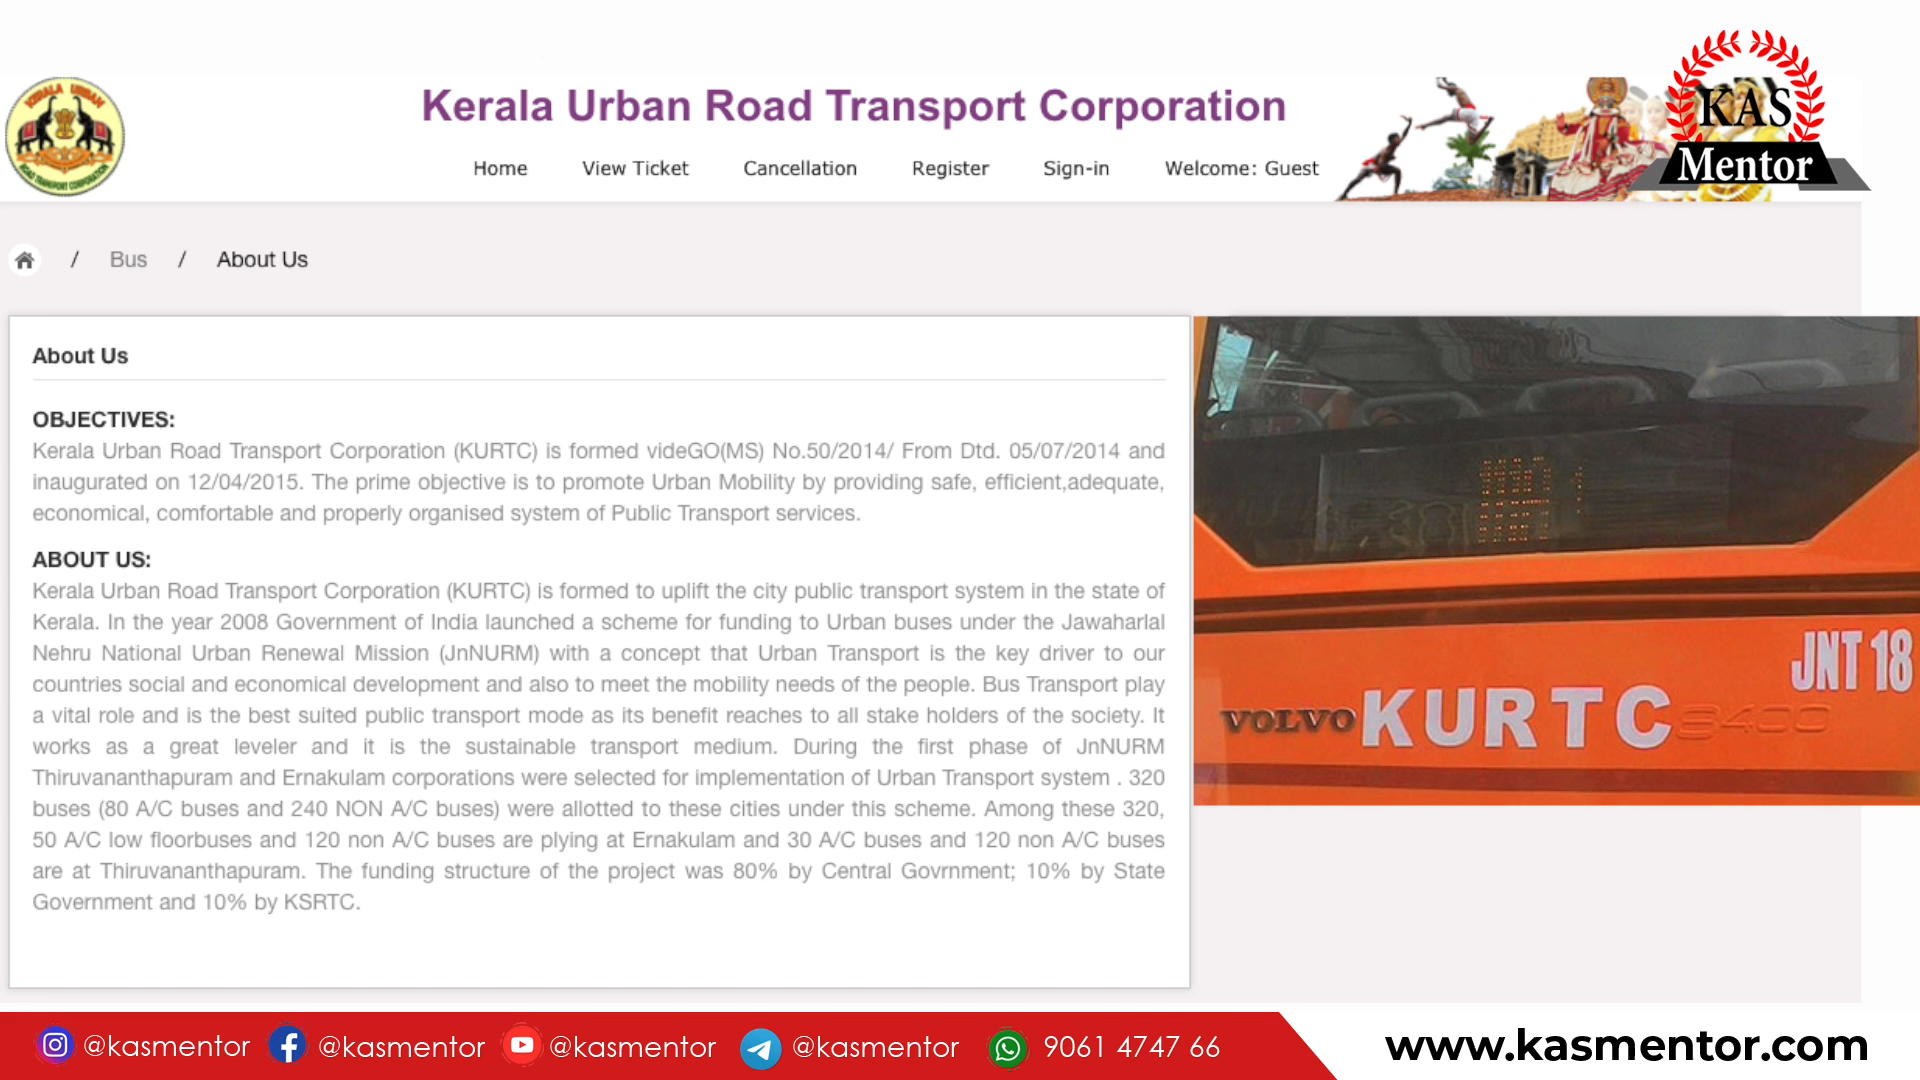 KERALA URBAN
ROAD TRANSPORT CORPORATION
Kerala Urban Road Transport Corporation
KAS
Mentor
Home View Ticket Cancellation Register Sign-in Welcome: Guest
/ Bus / About Us
About Us
OBJECTIVES:
Kerala Urban Road Transport Corporation (KURTC) is formed videGO(MS) No.50/2014/ From Dtd. 05/07/2014 and
inaugurated on 12/04/2015. The prime objective is to promote Urban Mobility by providing safe, efficient,adequate,
economical, comfortable and properly organised system of Public Transport services.
ABOUT US:
Kerala Urban Road Transport Corporation (KURTC) is formed to uplift the city public transport system in the state of
Kerala. In the year 2008 Government of India launched a scheme for funding to Urban buses under the Jawaharlal
Nehru National Urban Renewal Mission (JnNURM) with a concept that Urban Transport is the key driver to our
countries social and economical development and also to meet the mobility needs of the people. Bus Transport play
a vital role and is the best suited public transport mode as its benefit reaches to all stake holders of the society. It
works as a great leveler and it is the sustainable transport medium. During the first phase of JnNURM
Thiruvananthapuram and Ernakulam corporations were selected for implementation of Urban Transport system . 320
buses (80 A/C buses and 240 NON A/C buses) were allotted to these cities under this scheme. Among these 320,
50 A/C low floorbuses and 120 non A/C buses are plying at Ernakulam and 30 A/C buses and 120 non A/C buses
are at Thiruvananthapuram. The funding structure of the project was 80% by Central Govrnment; 10% by State
Government and 10% by KSRTC.
JNT 18
VOLVO KURTC 8400
@kasmentor @kasmentor @kasmentor @kasmentor 9061 4747 66
www.kasmentor.com